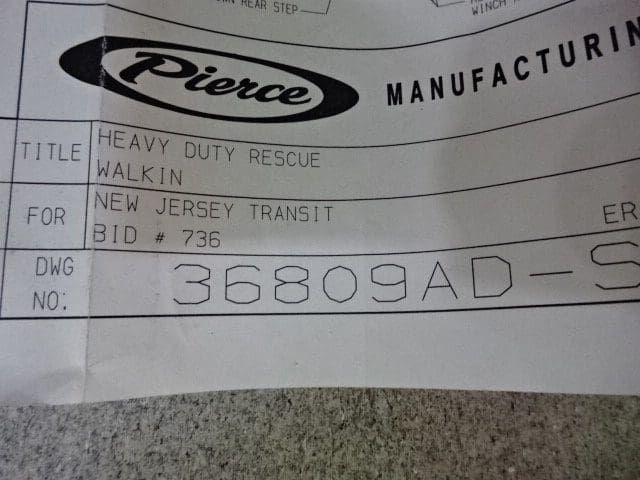 REAR STEP
WINCH
Pierce
MANUFACTURIN
TITLE
HEAVY DUTY RESCUE
WALKIN
FOR
NEW JERSEY TRANSIT
BID # 736
ER
DWG
NO:
36809AD-S